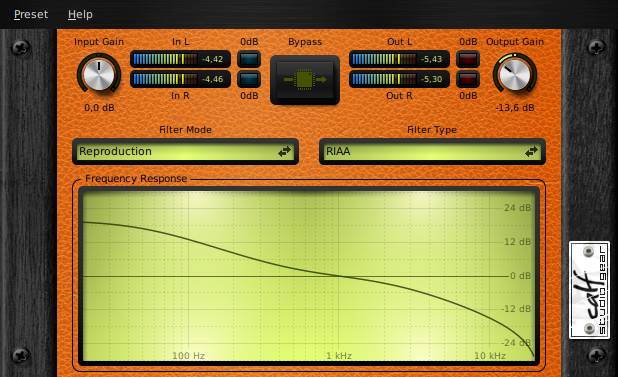 Preset Help
Input Gain In L 0dB Bypass Out L 0dB Output Gain
-4,42 -5,43
-4,46 -5,30
In R 0dB Out R 0dB
0,0 dB -13,6 dB
Filter Mode Filter Type
Reproduction RIAA
Frequency Response
24 dB
12 dB
0 dB
-12 dB
-24 dB
100 Hz 1 kHz 10 kHz
calf
studiogear